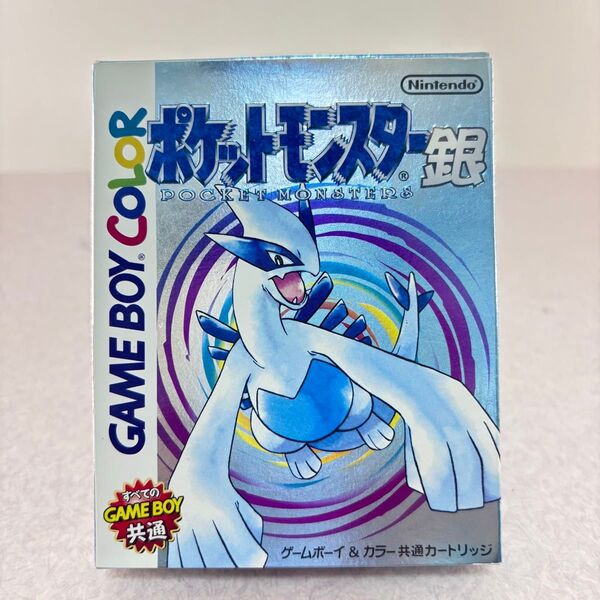 Nintendo
ポケットモンスター®銀
POCKET MONSTERS
GAME BOY® COLOR
すべての
GAME BOY
共通
ゲームボーイ & カラー共通カートリッジ